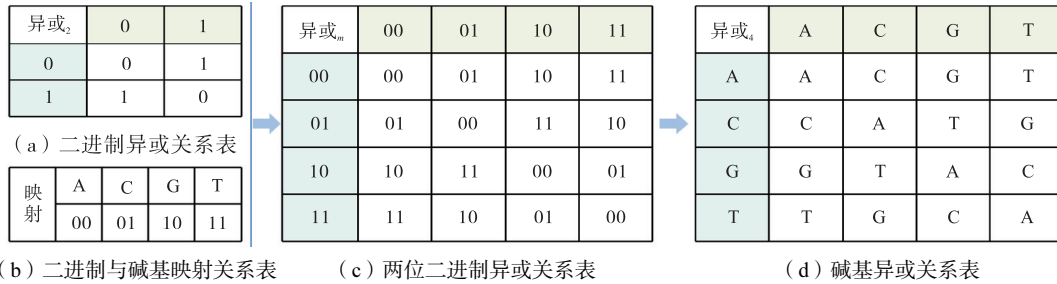 异或₂ 0 1
0 0 1
1 1 0
(a)二进制异或关系表
映射 A C G T
00 01 10 11
(b)二进制与碱基映射关系表
异或ₘ 00 01 10 11
00 00 01 10 11
01 01 00 11 10
10 10 11 00 01
11 11 10 01 00
(c)两位二进制异或关系表
异或₄ A C G T
A A C G T
C C A T G
G G T A C
T T G C A
(d)碱基异或关系表